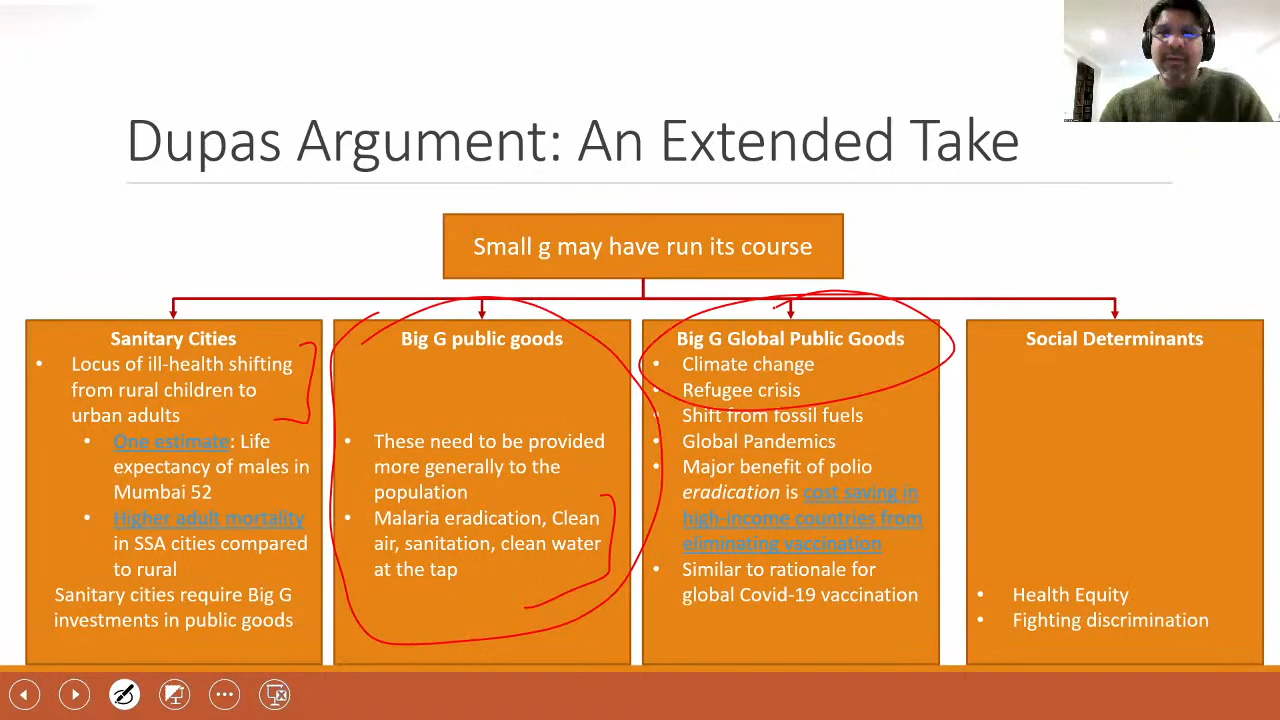 Dupas Argument: An Extended Take
Small g may have run its course
Sanitary Cities
• Locus of ill-health shifting
from rural children to
urban adults
• One estimate: Life
expectancy of males in
Mumbai 52
• Higher adult mortality
in SSA cities compared
to rural
Sanitary cities require Big G
investments in public goods
Big G public goods
• These need to be provided
more generally to the
population
• Malaria eradication, Clean
air, sanitation, clean water
at the tap
Big G Global Public Goods
• Climate change
• Refugee crisis
• Shift from fossil fuels
• Global Pandemics
• Major benefit of polio
eradication is cost saving in
high-income countries from
eliminating vaccination
• Similar to rationale for
global Covid-19 vaccination
Social Determinants
• Health Equity
• Fighting discrimination